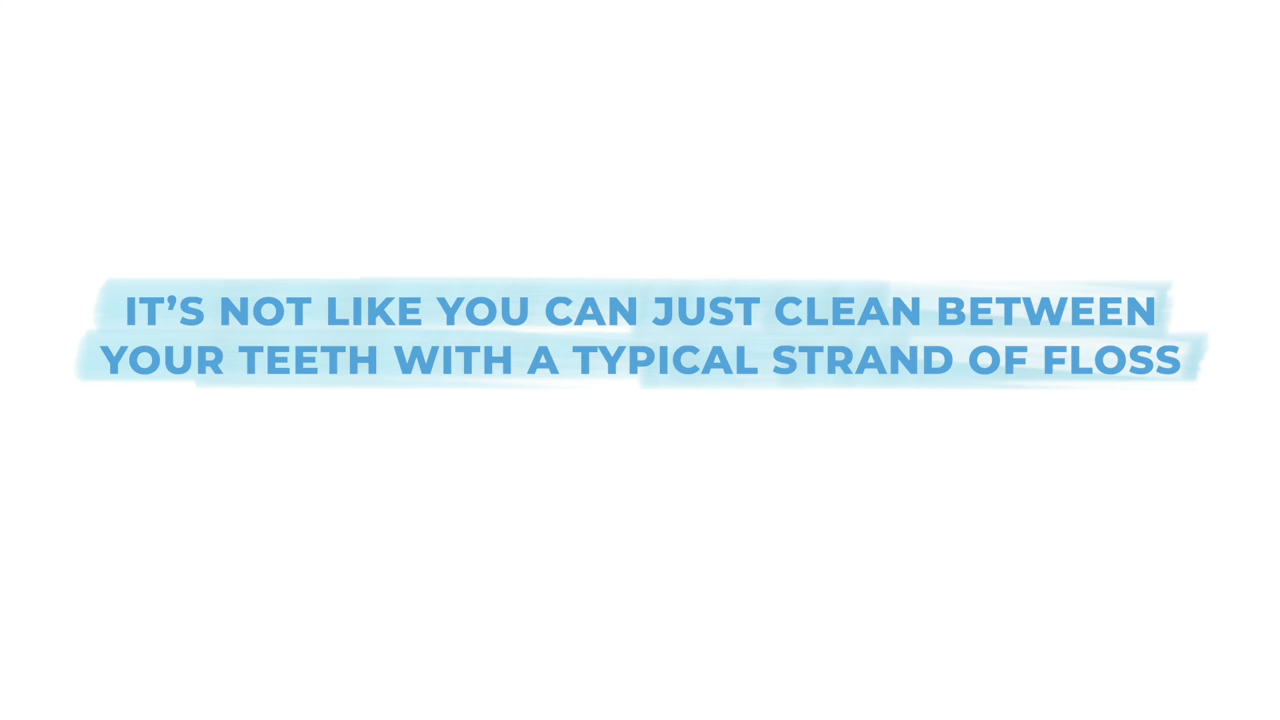 IT’S NOT LIKE YOU CAN JUST CLEAN BETWEEN
YOUR TEETH WITH A TYPICAL STRAND OF FLOSS